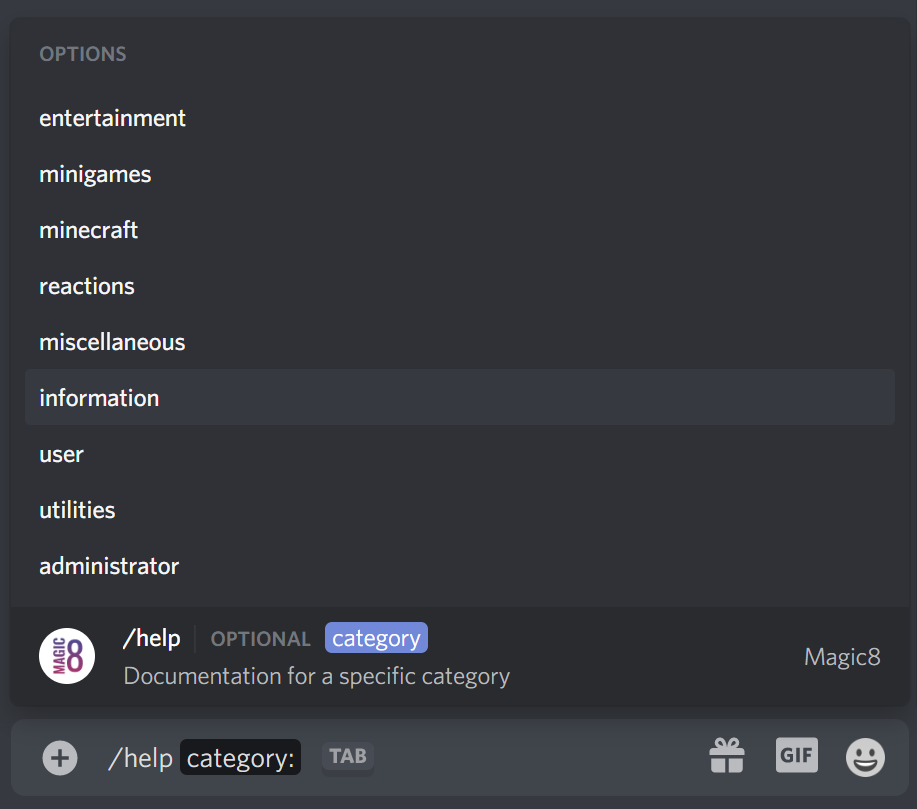 OPTIONS
entertainment
minigames
minecraft
reactions
miscellaneous
information
user
utilities
administrator
MAGIC 8
/help OPTIONAL category
Documentation for a specific category
Magic8
/help category: TAB GIF